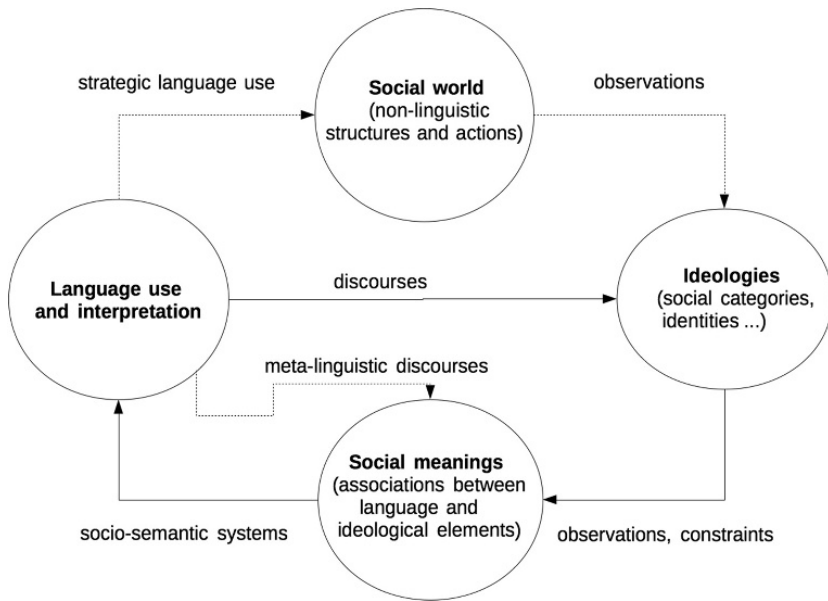 strategic language use
Social world
(non-linguistic
structures and actions)
observations
Language use
and interpretation
discourses
Ideologies
(social categories,
identities ...)
meta-linguistic discourses
Social meanings
(associations between
language and
ideological elements)
socio-semantic systems
observations, constraints